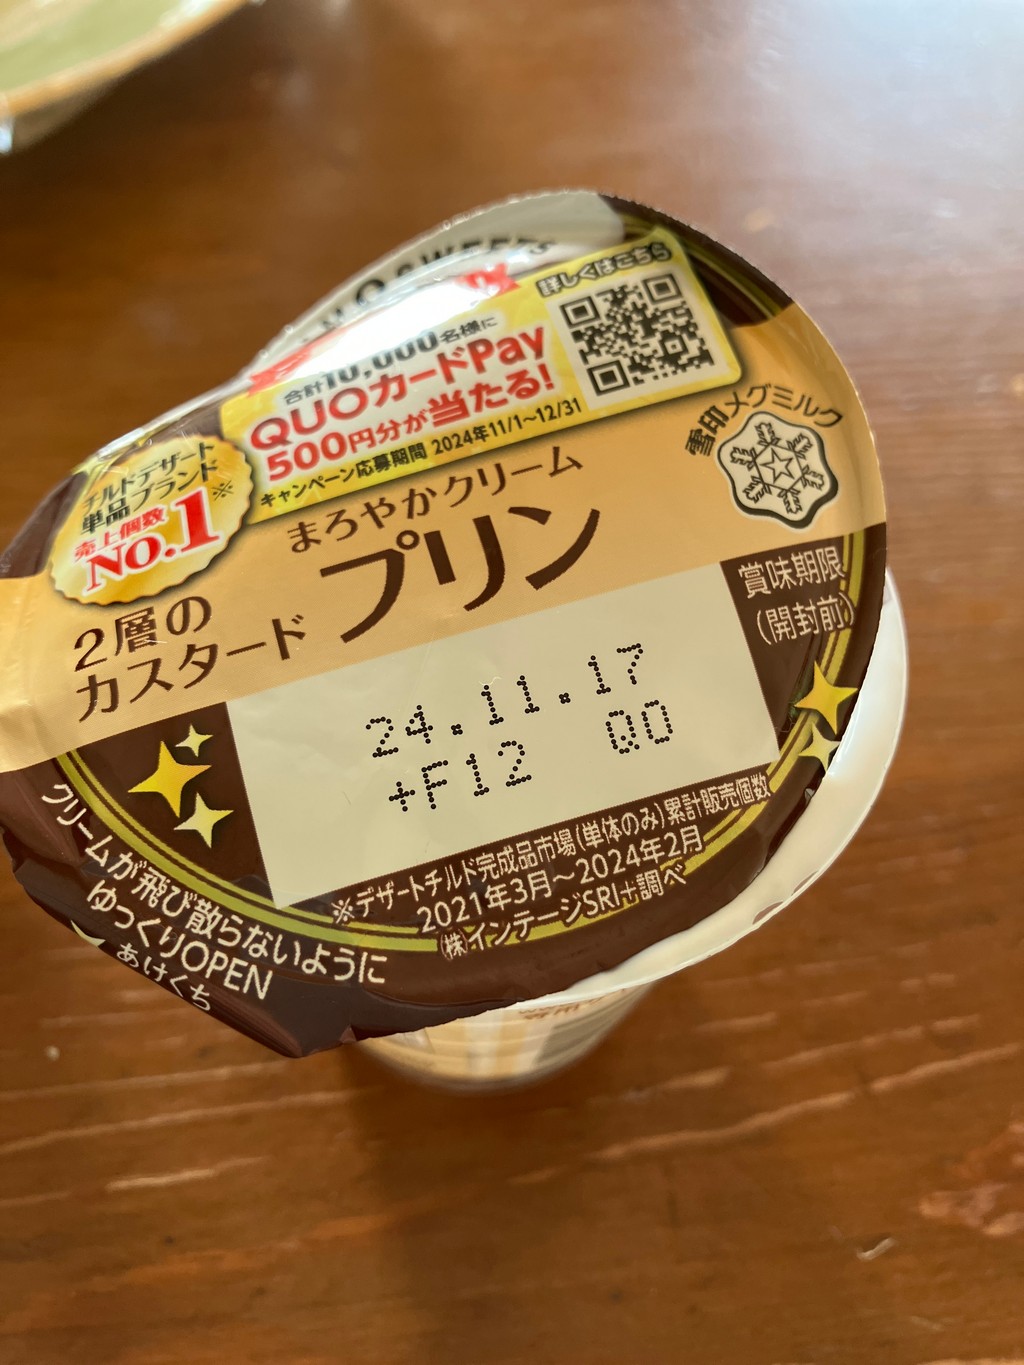 詳しくはこちら
合計10,000名様に
QUOカードPay
500円分が当たる!
キャンペーン応募期間 2024年11/1~12/31
チルドデザート
単品ブランド※
売上個数
No.1
雪印メグミルク
まろやかクリーム
プリン
2層の
カスタード
賞味期限
(開封前)
24.11.17
+F12 Q0
※デザートチルド完成品市場(単体のみ)累計販売個数
2021年3月~2024年2月
㈱インテージSRI+調べ
クリームが飛び散らないように
ゆっくりOPEN
あけくち